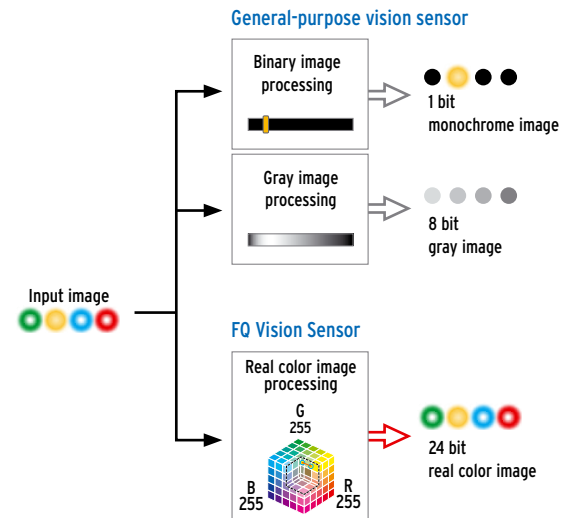 General-purpose vision sensor
Binary image
processing
1 bit
monochrome image
Gray image
processing
8 bit
gray image
Input image
FQ Vision Sensor
Real color image
processing
G
255
B
255
R
255
24 bit
real color image